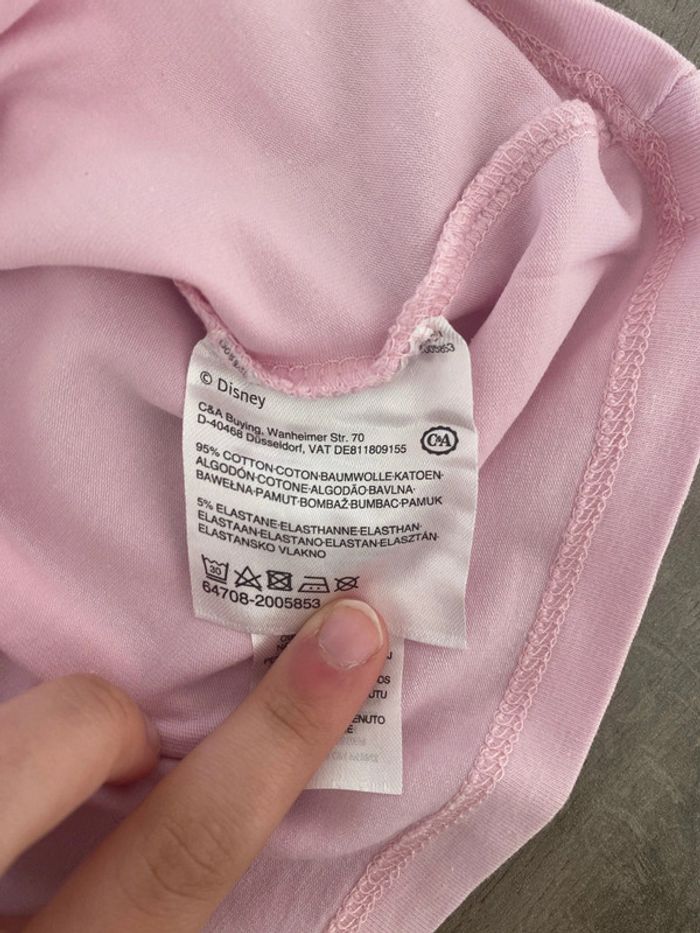 © Disney
C&A Buying, Wanheimer Str. 70
D-40468 Düsseldorf, VAT DE811809155
C&A
95% COTTON·COTON·BAUMWOLLE·KATOEN·
ALGODÓN·COTONE·ALGODÃO·BAVLNA·
BAWEŁNA·PAMUT·BOMBAŽ·BUMBAC·PAMUK
5% ELASTANE·ELASTHANNE·ELASTHAN·
ELASTAAN·ELASTANO·ELASTAN·ELASZTÁN·
ELASTANSKO VLAKNO
30
64708-2005853